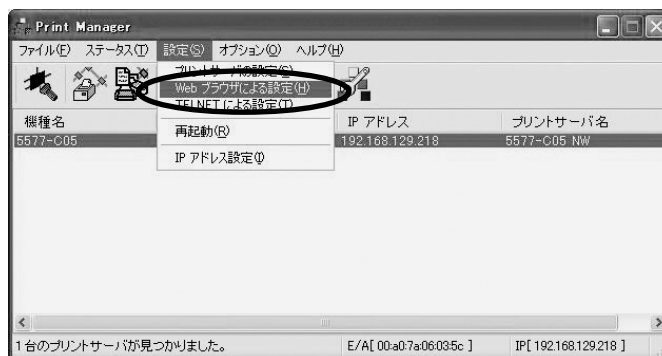 Print Manager
ファイル(F) ステータス(T) 設定(S) オプション(O) ヘルプ(H)
プリントサーバの設定(S)
Web ブラウザによる設定(H)
TELNET による設定(T)
再起動(R)
IP アドレス設定(I)
機種名 IP アドレス プリントサーバ名
5577-C05 192.168.129.218 5577-C05 NW
1台のプリントサーバが見つかりました。 E/A[ 00:a0:7a:06:03:5c ] IP[ 192.168.129.218 ]